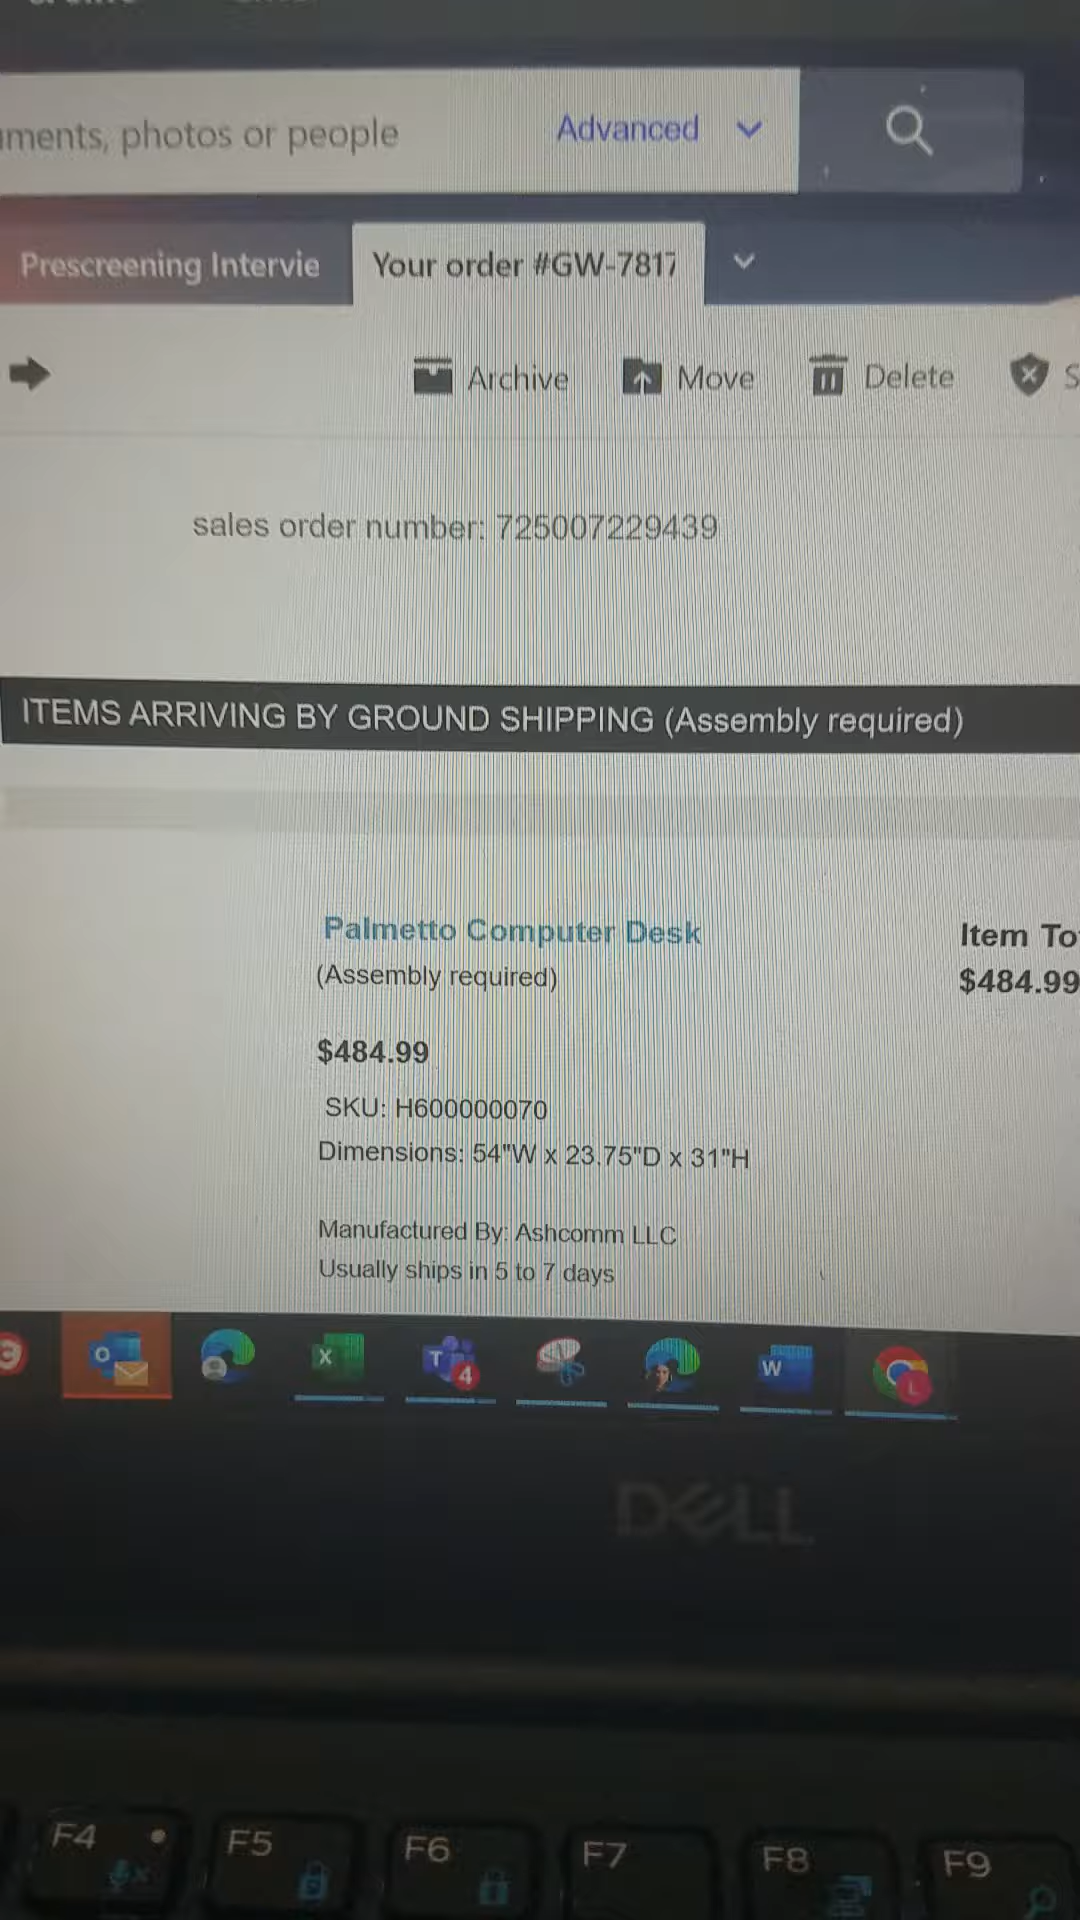 ments, photos or people Advanced
Prescreening Intervie Your order #GW-7817
Archive Move Delete S
sales order number: 725007229439
ITEMS ARRIVING BY GROUND SHIPPING (Assembly required)
Palmetto Computer Desk Item To
(Assembly required) $484.99
$484.99
SKU: H600000070
Dimensions: 54"W x 23.75"D x 31"H
Manufactured By: Ashcomm LLC
Usually ships in 5 to 7 days
O X T 4 W L
DELL
F4 F5 F6 F7 F8 F9